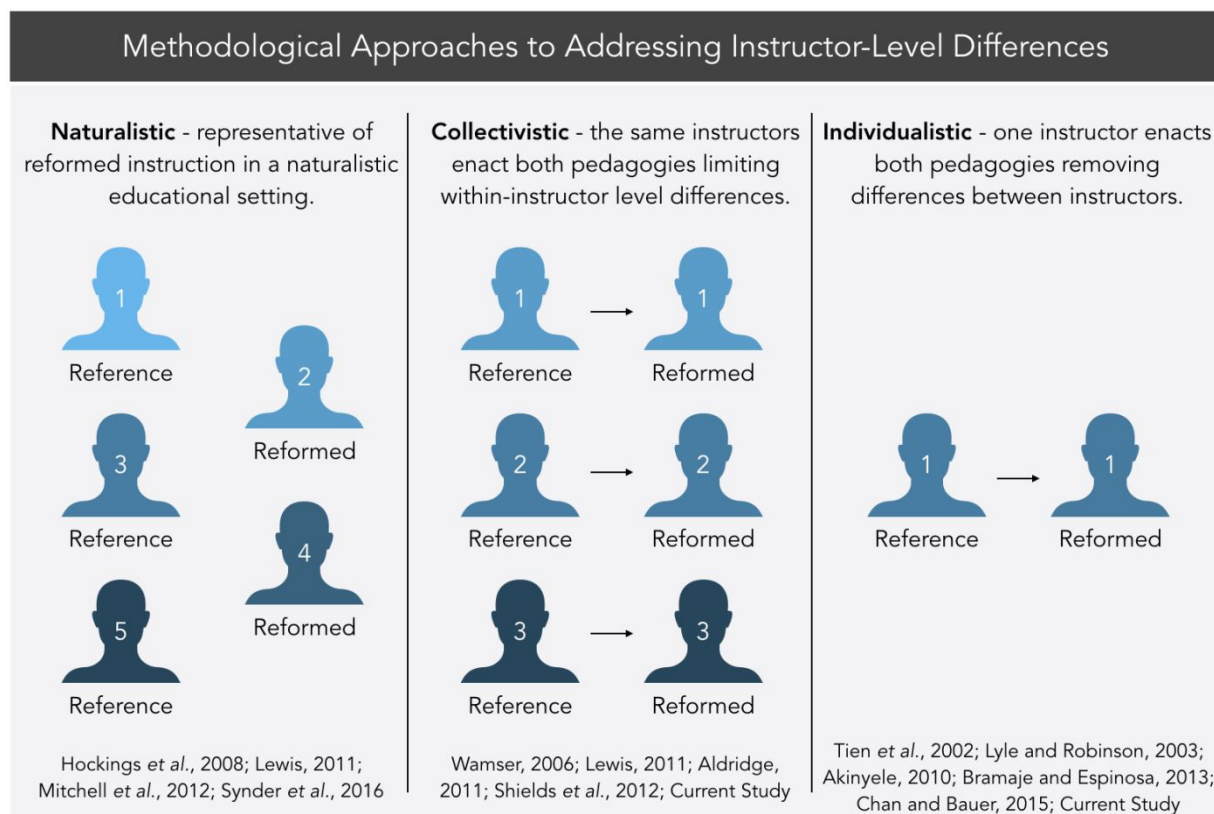 Methodological Approaches to Addressing Instructor-Level Differences
Naturalistic - representative of
reformed instruction in a naturalistic
educational setting.
1
Reference
2
Reformed
3
Reference
4
Reformed
5
Reference
Hockings et al., 2008; Lewis, 2011;
Mitchell et al., 2012; Synder et al., 2016
Collectivistic - the same instructors
enact both pedagogies limiting
within-instructor level differences.
1
1
Reference
Reformed
2
2
Reference
Reformed
3
3
Reference
Reformed
Wamser, 2006; Lewis, 2011; Aldridge,
2011; Shields et al., 2012; Current Study
Individualistic - one instructor enacts
both pedagogies removing
differences between instructors.
1
1
Reference
Reformed
Tien et al., 2002; Lyle and Robinson, 2003;
Akinyele, 2010; Bramaje and Espinosa, 2013;
Chan and Bauer, 2015; Current Study